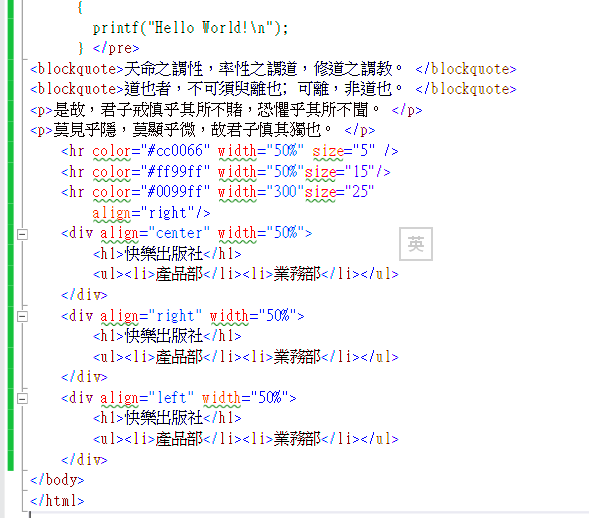 {
printf("Hello World!\n");
} </pre>
<blockquote>天命之謂性，率性之謂道，修道之謂教。 </blockquote>
<blockquote>道也者，不可須臾離也; 可離，非道也。 </blockquote>
<p>是故，君子戒慎乎其所不賭，恐懼乎其所不聞。 </p>
<p>莫見乎隱，莫顯乎微，故君子慎其獨也。 </p>
<hr color="#cc0066" width="50%" size="5" />
<hr color="#ff99ff" width="50%"size="15"/>
<hr color="#0099ff" width="300"size="25"
align="right"/>
<div align="center" width="50%">
英
<h1>快樂出版社</h1>
<ul><li>產品部</li><li>業務部</li></ul>
</div>
<div align="right" width="50%">
<h1>快樂出版社</h1>
<ul><li>產品部</li><li>業務部</li></ul>
</div>
<div align="left" width="50%">
<h1>快樂出版社</h1>
<ul><li>產品部</li><li>業務部</li></ul>
</div>
</body>
</html>